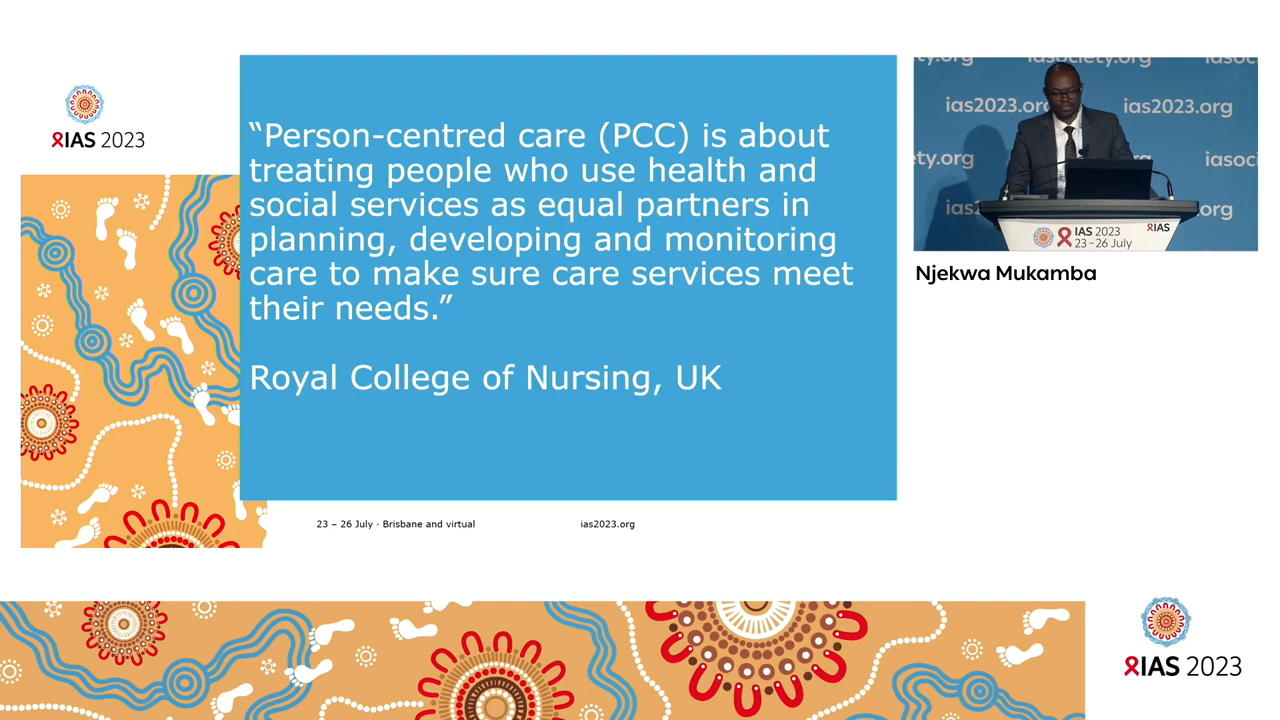 IAS 2023
“Person-centred care (PCC) is about
treating people who use health and
social services as equal partners in
planning, developing and monitoring
care to make sure care services meet
their needs.”
Royal College of Nursing, UK
23 – 26 July · Brisbane and virtual
ias2023.org
iasociety.org
ias2023.org
ias2023.org
IAS 2023
23–26 July
IAS
Njekwa Mukamba
IAS 2023